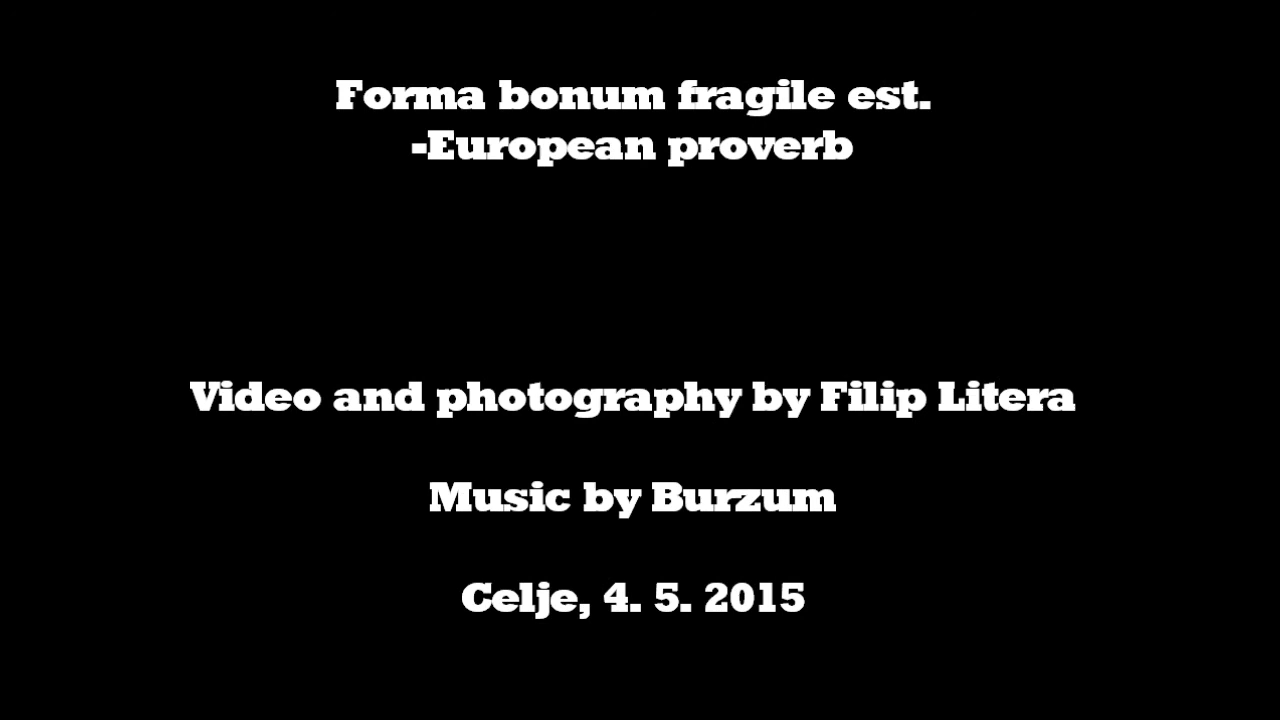 Forma bonum fragile est.
-European proverb
Video and photography by Filip Litera
Music by Burzum
Celje, 4. 5. 2015